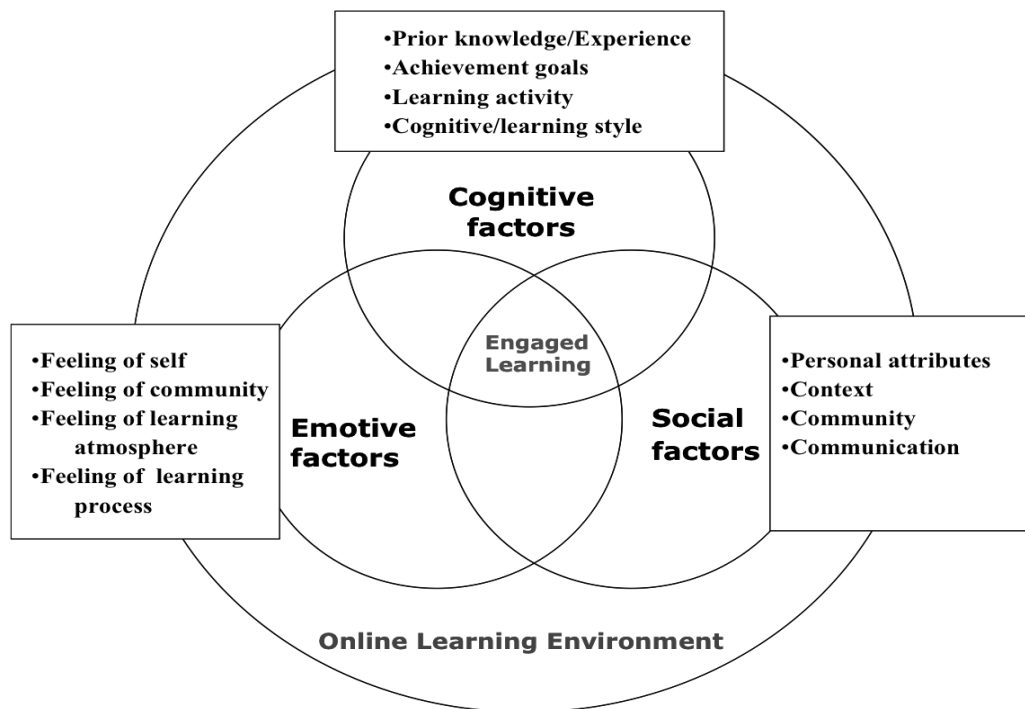 •Prior knowledge/Experience
•Achievement goals
•Learning activity
•Cognitive/learning style
Cognitive
factors
Engaged
Learning
•Feeling of self
•Feeling of community
•Feeling of learning
atmosphere
•Feeling of learning
process
Emotive
factors
Social
factors
•Personal attributes
•Context
•Community
•Communication
Online Learning Environment